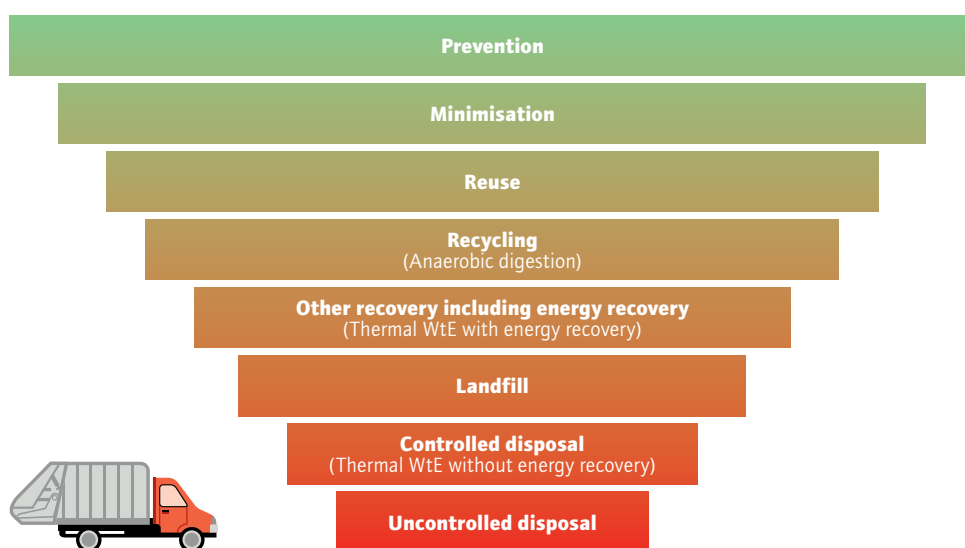 Prevention
Minimisation
Reuse
Recycling
(Anaerobic digestion)
Other recovery including energy recovery
(Thermal WtE with energy recovery)
Landfill
Controlled disposal
(Thermal WtE without energy recovery)
Uncontrolled disposal